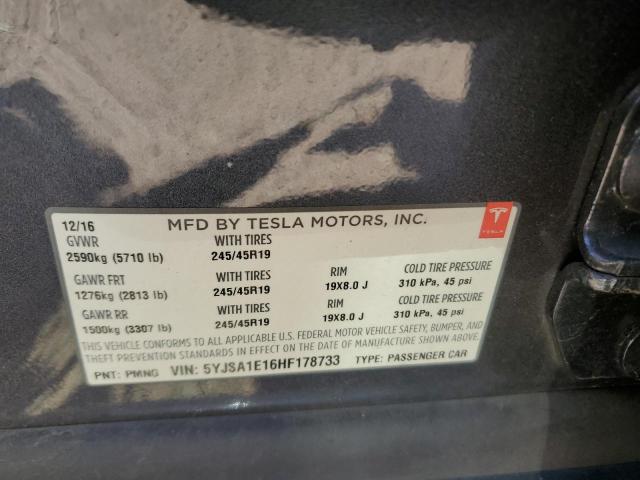 12/16 MFD BY TESLA MOTORS, INC.
TESLA
GVWR WITH TIRES
2590kg (5710 lb) 245/45R19
GAWR FRT WITH TIRES RIM COLD TIRE PRESSURE
1276kg (2813 lb) 245/45R19 19X8.0 J 310 kPa, 45 psi
GAWR RR WITH TIRES RIM COLD TIRE PRESSURE
1500kg (3307 lb) 245/45R19 19X8.0 J 310 kPa, 45 psi
THIS VEHICLE CONFORMS TO ALL APPLICABLE U.S. FEDERAL MOTOR VEHICLE SAFETY, BUMPER, AND
THEFT PREVENTION STANDARDS IN EFFECT ON THE DATE OF MANUFACTURE SHOWN ABOVE.
PNT: PMNG VIN: 5YJSA1E16HF178733 TYPE: PASSENGER CAR